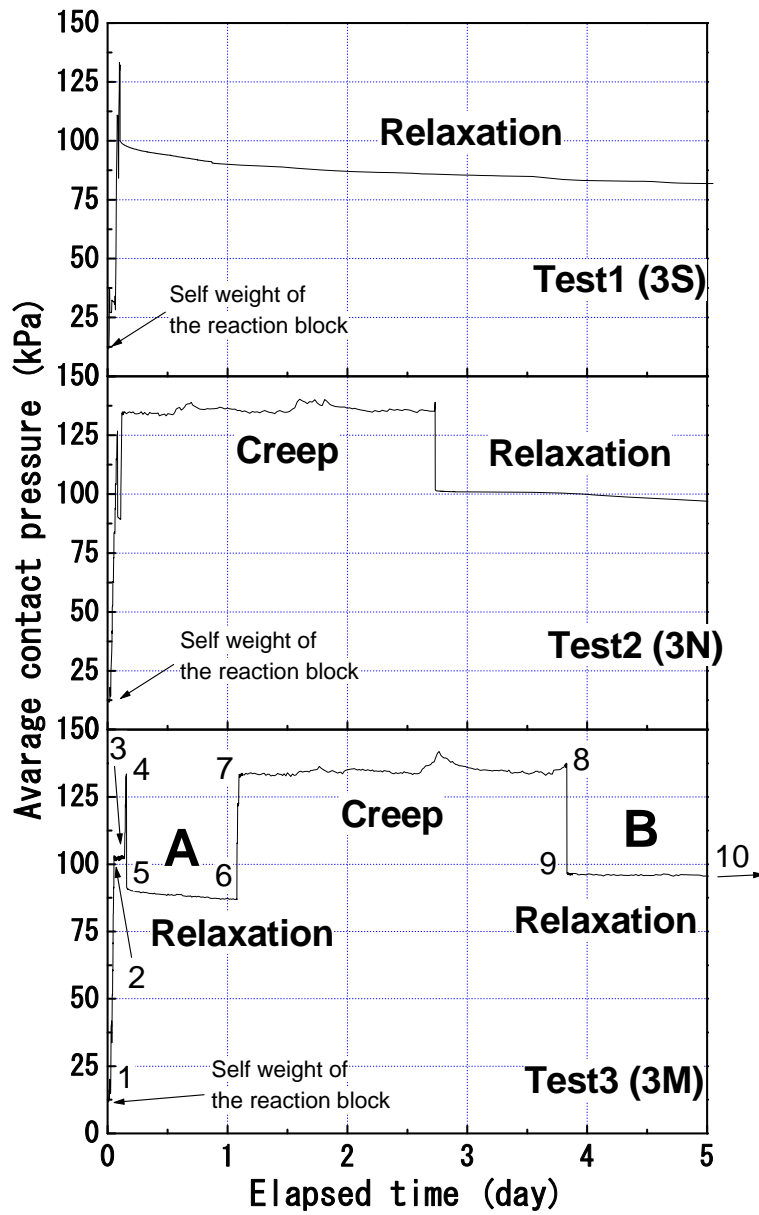 Avarage contact pressure (kPa)
150
125
100
75
50
25
Relaxation
Self weight of
the reaction block
Test1 (3S)
150
125
100
75
50
25
Creep
Relaxation
Self weight of
the reaction block
Test2 (3N)
150
125
100
75
50
25
0
3
4
7
8
A
B
Creep
5
6
9
10
Relaxation
Relaxation
2
1
Self weight of
the reaction block
Test3 (3M)
0 1 2 3 4 5
Elapsed time (day)